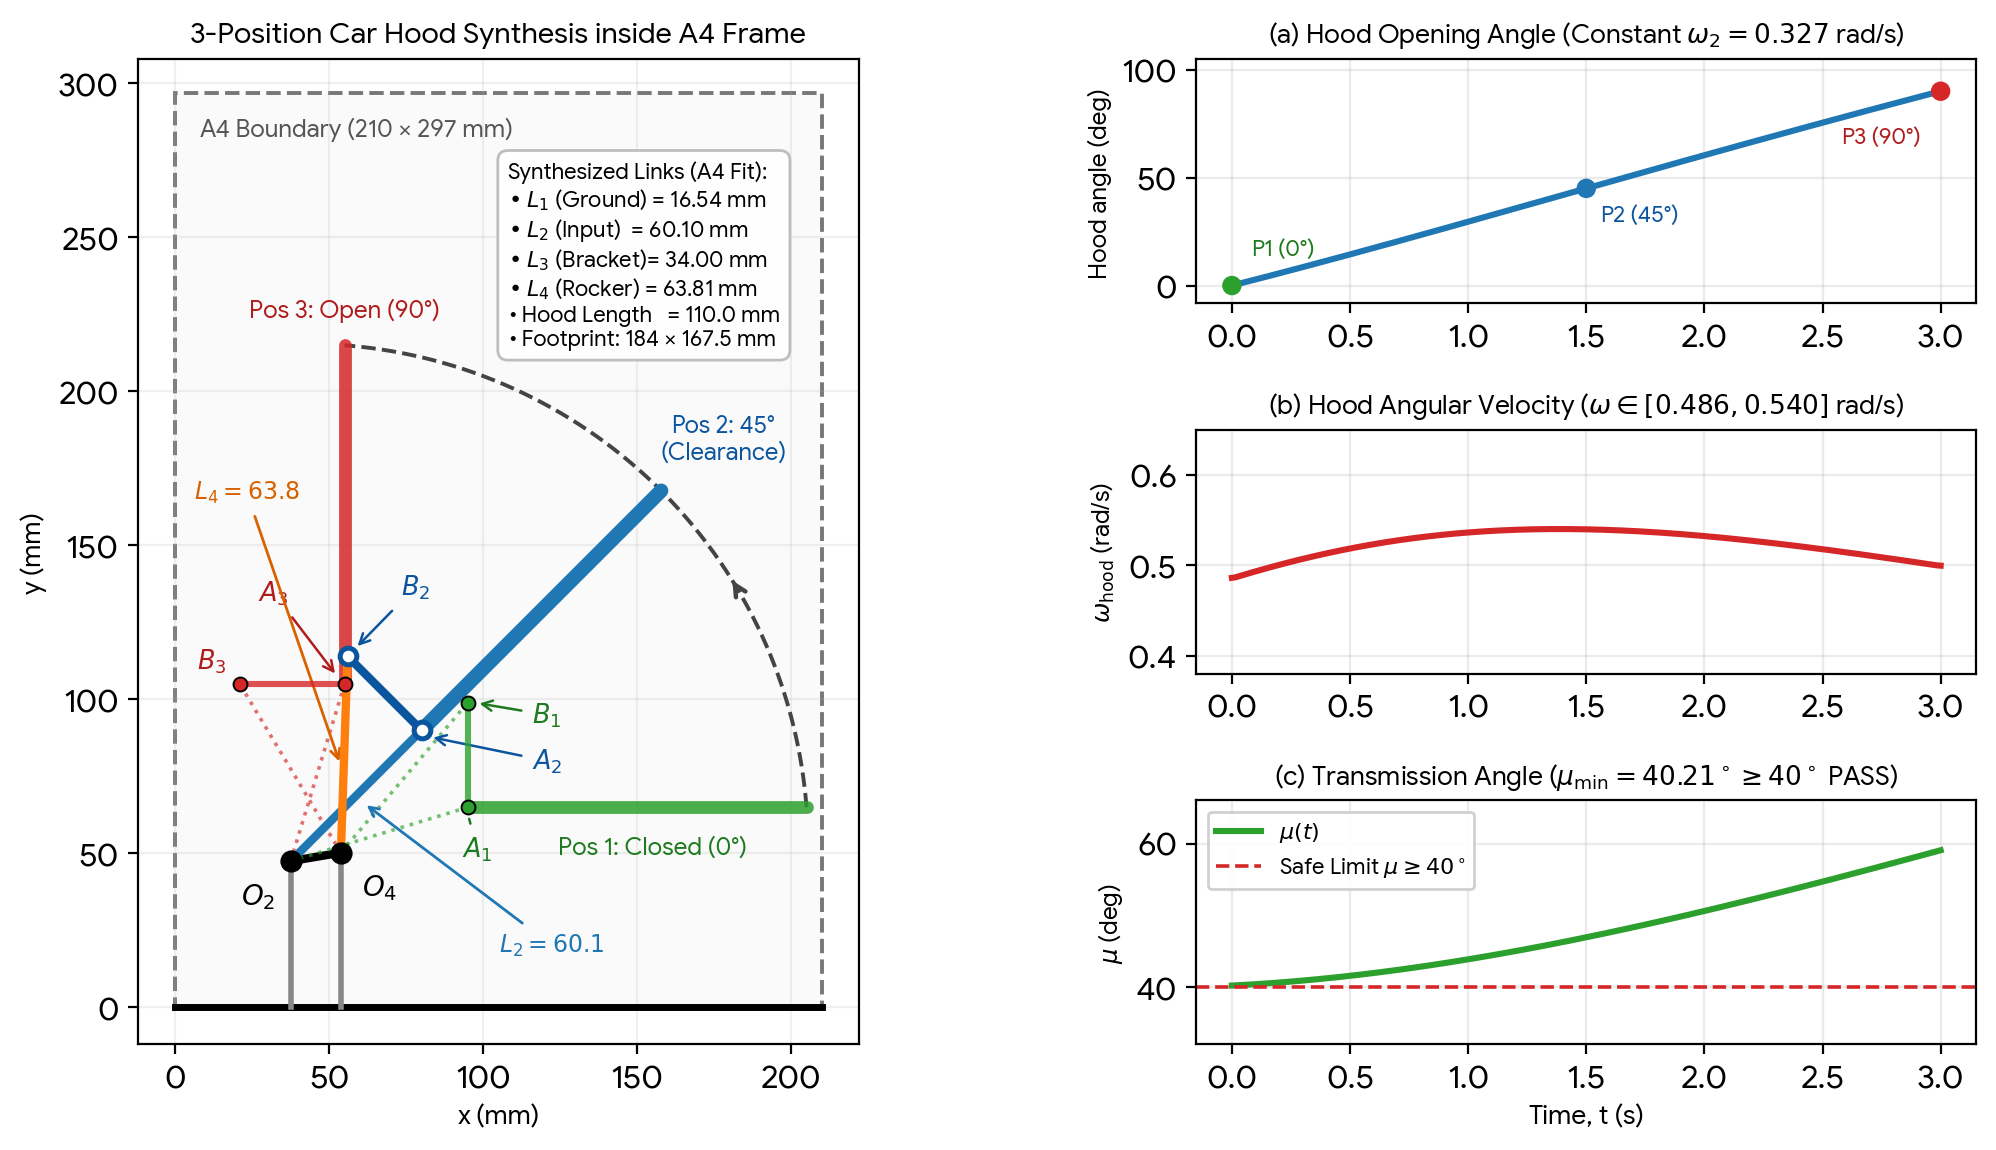 3-Position Car Hood Synthesis inside A4 Frame
y (mm)
300
250
200
150
100
50
0
A4 Boundary (210 × 297 mm)
Synthesized Links (A4 Fit):
• L₁ (Ground) = 16.54 mm
• L₂ (Input) = 60.10 mm
• L₃ (Bracket)= 34.00 mm
• L₄ (Rocker) = 63.81 mm
• Hood Length = 110.0 mm
• Footprint: 184 × 167.5 mm
Pos 3: Open (90°)
Pos 2: 45°
(Clearance)
L₄ = 63.8
A₃
B₂
B₃
B₁
A₂
A₁
Pos 1: Closed (0°)
O₂
O₄
L₂ = 60.1
0
50
100
150
200
x (mm)
(a) Hood Opening Angle (Constant ω₂ = 0.327 rad/s)
Hood angle (deg)
100
50
0
P1 (0°)
P2 (45°)
P3 (90°)
0.0
0.5
1.0
1.5
2.0
2.5
3.0
(b) Hood Angular Velocity (ω ∈ [0.486, 0.540] rad/s)
ω_hood (rad/s)
0.6
0.5
0.4
0.0
0.5
1.0
1.5
2.0
2.5
3.0
(c) Transmission Angle (μ_min = 40.21° ≥ 40° PASS)
μ (deg)
60
40
μ(t)
Safe Limit μ ≥ 40°
0.0
0.5
1.0
1.5
2.0
2.5
3.0
Time, t (s)